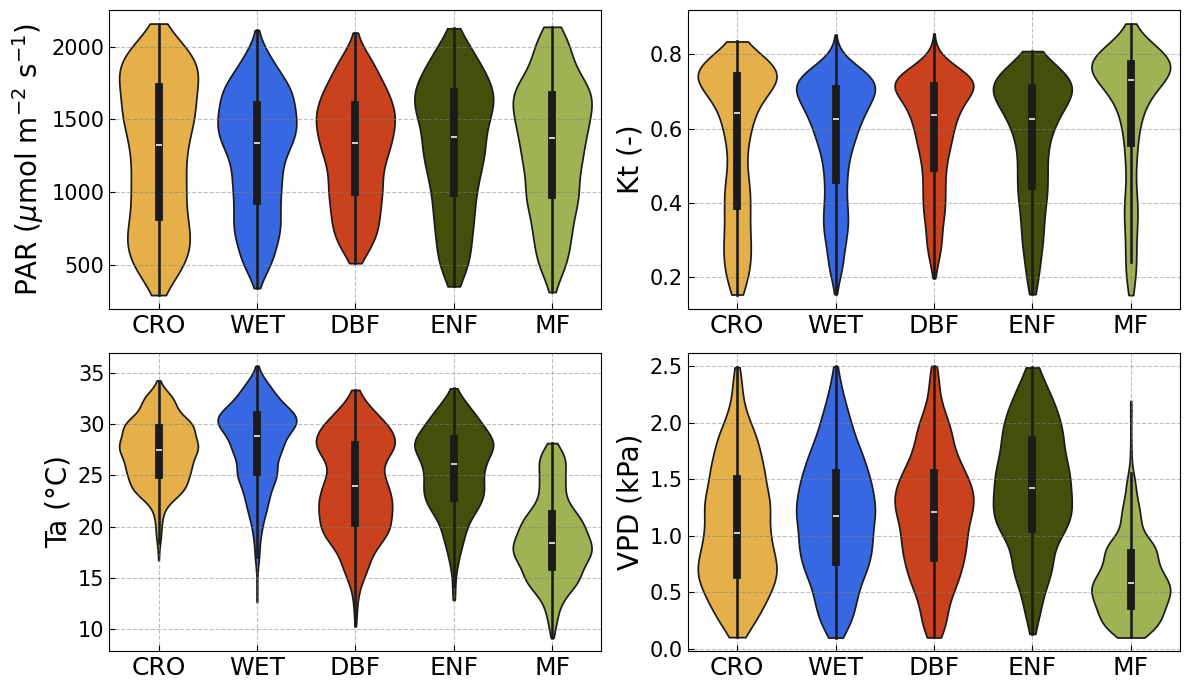 PAR (μmol m⁻² s⁻¹)
2000
1500
1000
500
CRO WET DBF ENF MF
Kt (-)
0.8
0.6
0.4
0.2
CRO WET DBF ENF MF
Ta (°C)
35
30
25
20
15
10
CRO WET DBF ENF MF
VPD (kPa)
2.5
2.0
1.5
1.0
0.5
0.0
CRO WET DBF ENF MF